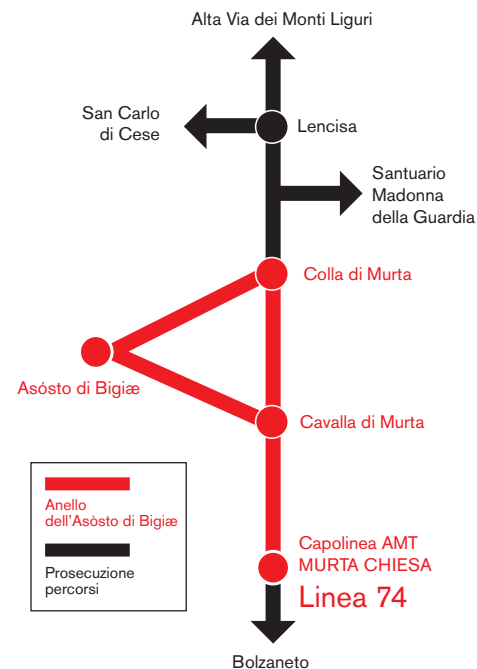 Alta Via dei Monti Liguri
San Carlo
di Cese
Lencisa
Santuario
Madonna
della Guardia
Colla di Murta
Asósto di Bigiæ
Cavalla di Murta
Anello
dell'Asòsto di Bigiæ
Prosecuzione
percorsi
Capolinea AMT
MURTA CHIESA
Linea 74
Bolzaneto